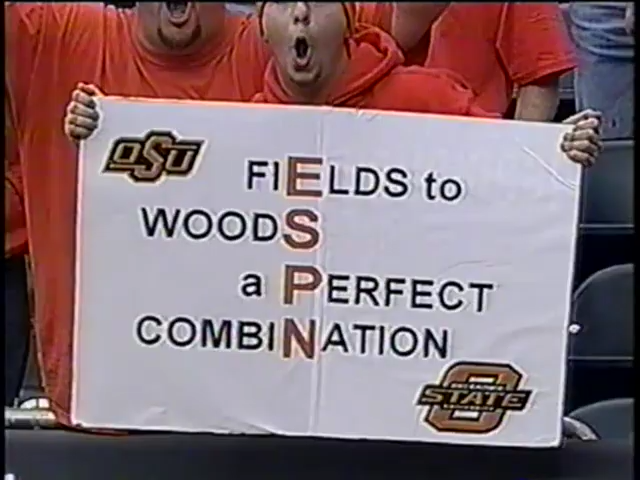 OSU
FIELDS to
WOODS
a PERFECT
COMBINATION
STATE